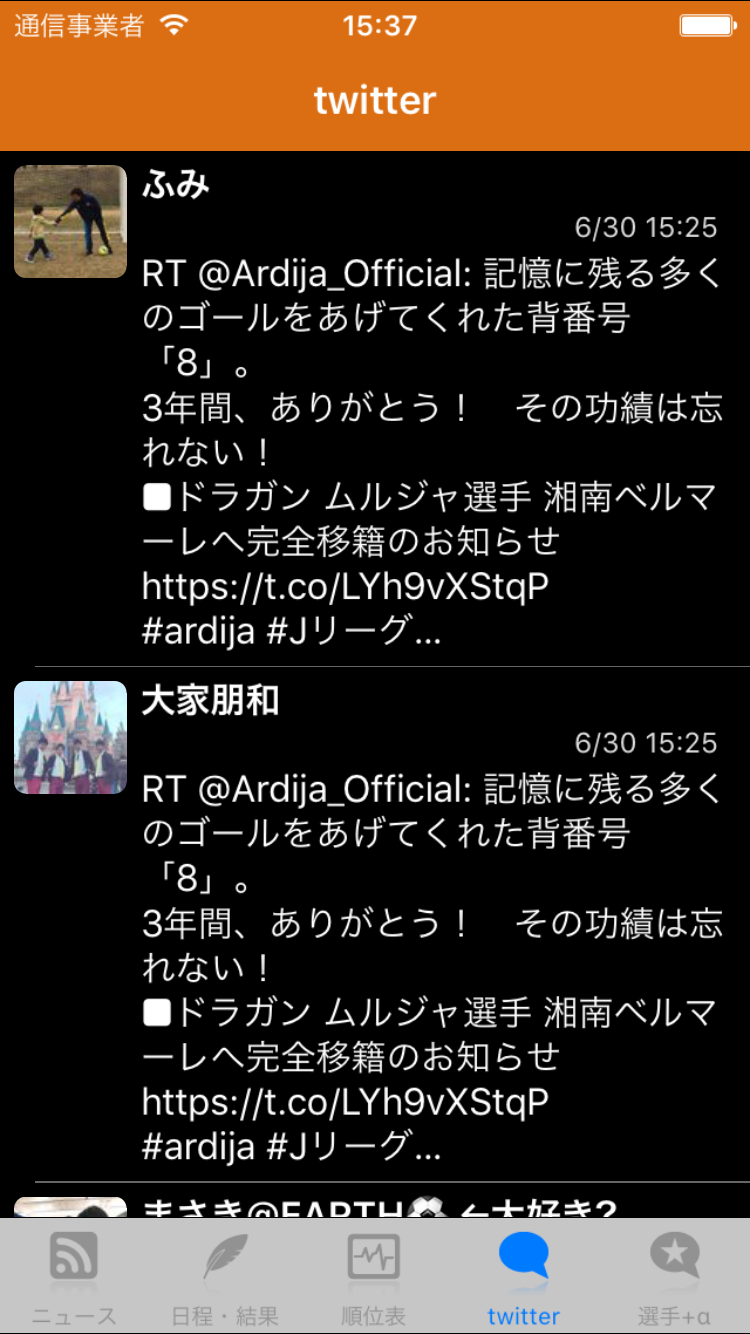 通信事業者 15:37
twitter
ふみ
6/30 15:25
RT @Ardija_Official: 記憶に残る多く
のゴールをあげてくれた背番号
「8」。
3年間、ありがとう！　その功績は忘
れない！
■ドラガン ムルジャ選手 湘南ベルマ
ーレへ完全移籍のお知らせ
https://t.co/LYh9vXStqP
#ardija #Jリーグ...
大家朋和
6/30 15:25
RT @Ardija_Official: 記憶に残る多く
のゴールをあげてくれた背番号
「8」。
3年間、ありがとう！　その功績は忘
れない！
■ドラガン ムルジャ選手 湘南ベルマ
ーレへ完全移籍のお知らせ
https://t.co/LYh9vXStqP
#ardija #Jリーグ...
まさき@EARTH⚽←大好き?
ニュース 日程・結果 順位表 twitter 選手+α